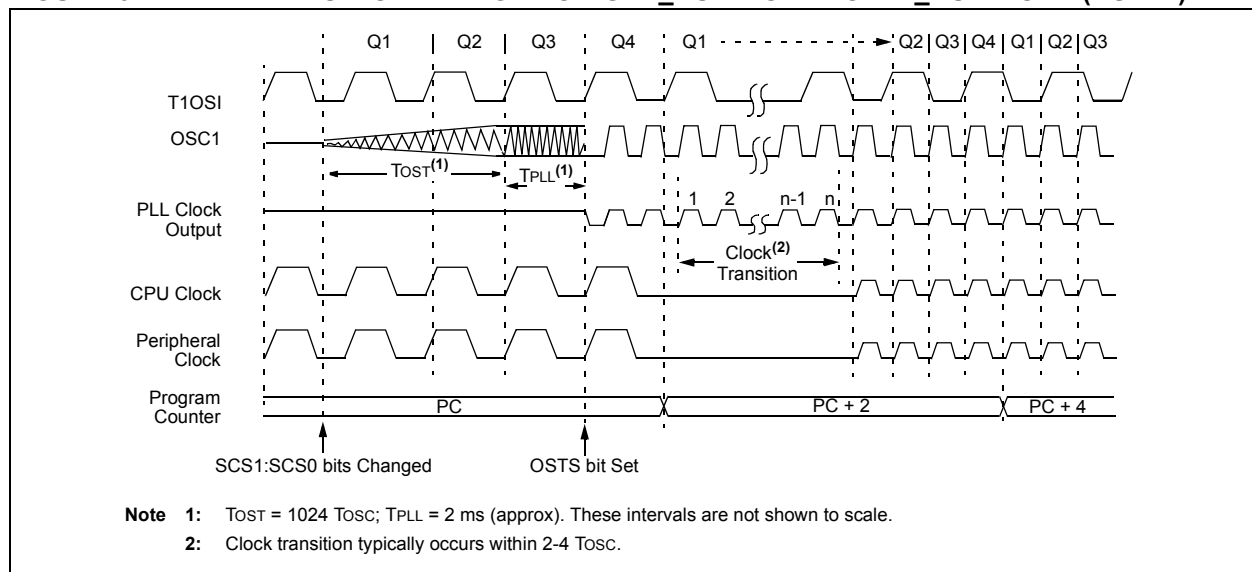 Q1 Q2 Q3 Q4 Q1 Q2 Q3 Q4 Q1 Q2 Q3
T1OSI
OSC1
TOST(1) TPLL(1)
1 2 n-1 n
PLL Clock
Output
Clock(2)
Transition
CPU Clock
Peripheral
Clock
Program
Counter
PC PC + 2 PC + 4
SCS1:SCS0 bits Changed OSTS bit Set
Note 1: TOST = 1024 TOSC; TPLL = 2 ms (approx). These intervals are not shown to scale.
2: Clock transition typically occurs within 2-4 TOSC.